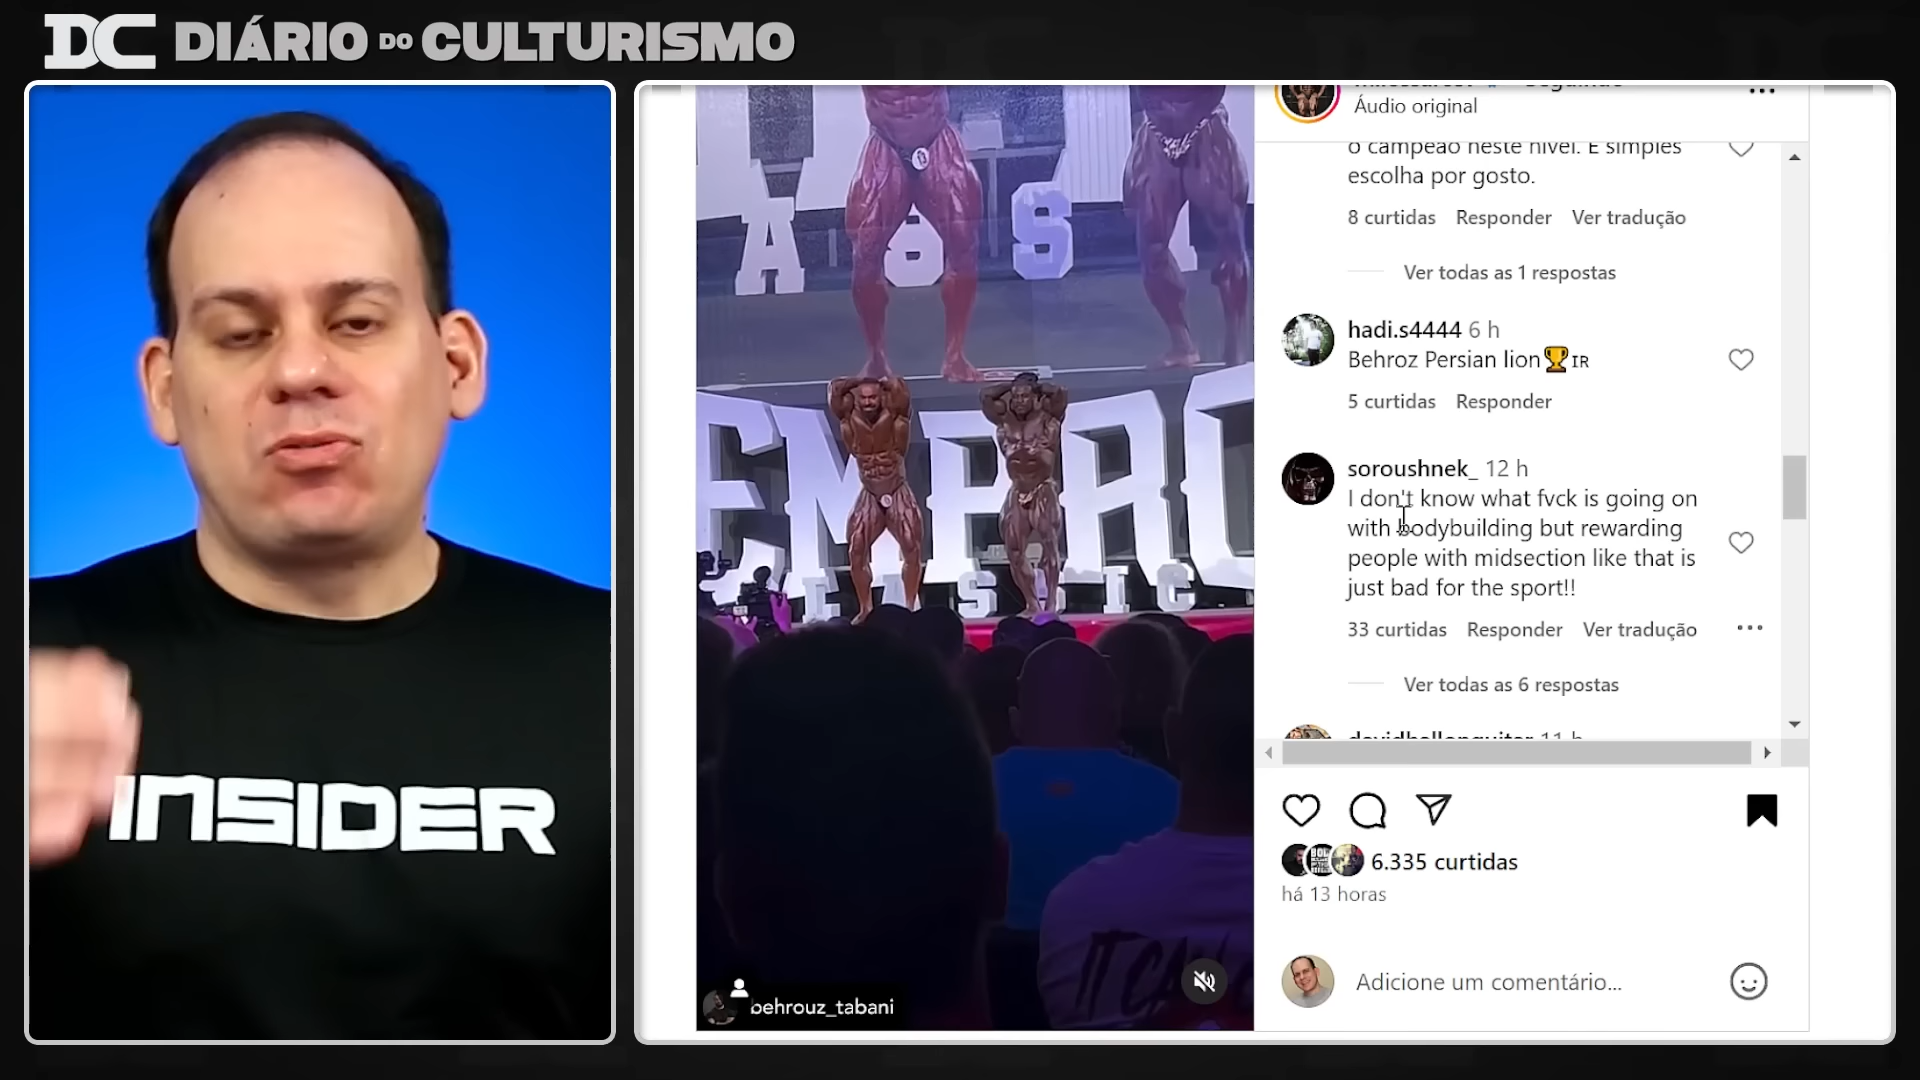 DC DIÁRIO DO CULTURISMO
INSIDER
A S S I
EMPRO
L A S S I C
IT CA
behrouz_tabani
Áudio original
o campeão neste nível. É simples
escolha por gosto.
8 curtidas Responder Ver tradução
Ver todas as 1 respostas
hadi.s4444 6 h
Behroz Persian lion🏆IR
5 curtidas Responder
soroushnek_ 12 h
I don't know what fvck is going on
with bodybuilding but rewarding
people with midsection like that is
just bad for the sport!!
33 curtidas Responder Ver tradução
Ver todas as 6 respostas
11 h
6.335 curtidas
há 13 horas
Adicione um comentário...